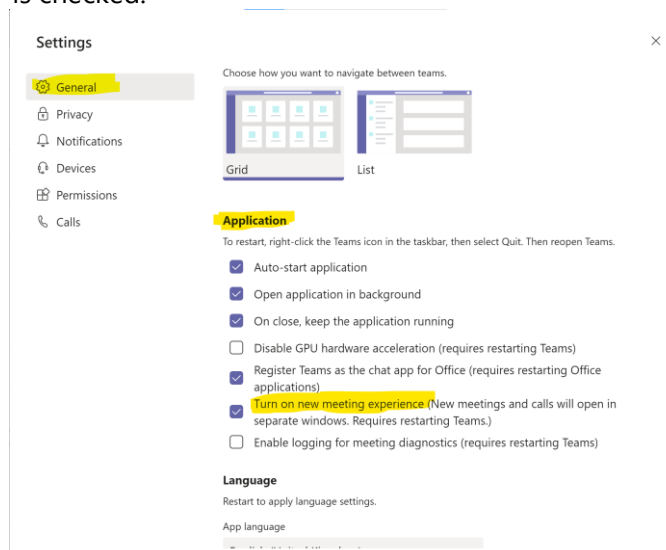 is checked.
Settings
General
Privacy
Notifications
Devices
Permissions
Calls
Choose how you want to navigate between teams.
Grid
List
Application
To restart, right-click the Teams icon in the taskbar, then select Quit. Then reopen Teams.
Auto-start application
Open application in background
On close, keep the application running
Disable GPU hardware acceleration (requires restarting Teams)
Register Teams as the chat app for Office (requires restarting Office
applications)
Turn on new meeting experience (New meetings and calls will open in
separate windows. Requires restarting Teams.)
Enable logging for meeting diagnostics (requires restarting Teams)
Language
Restart to apply language settings.
App language